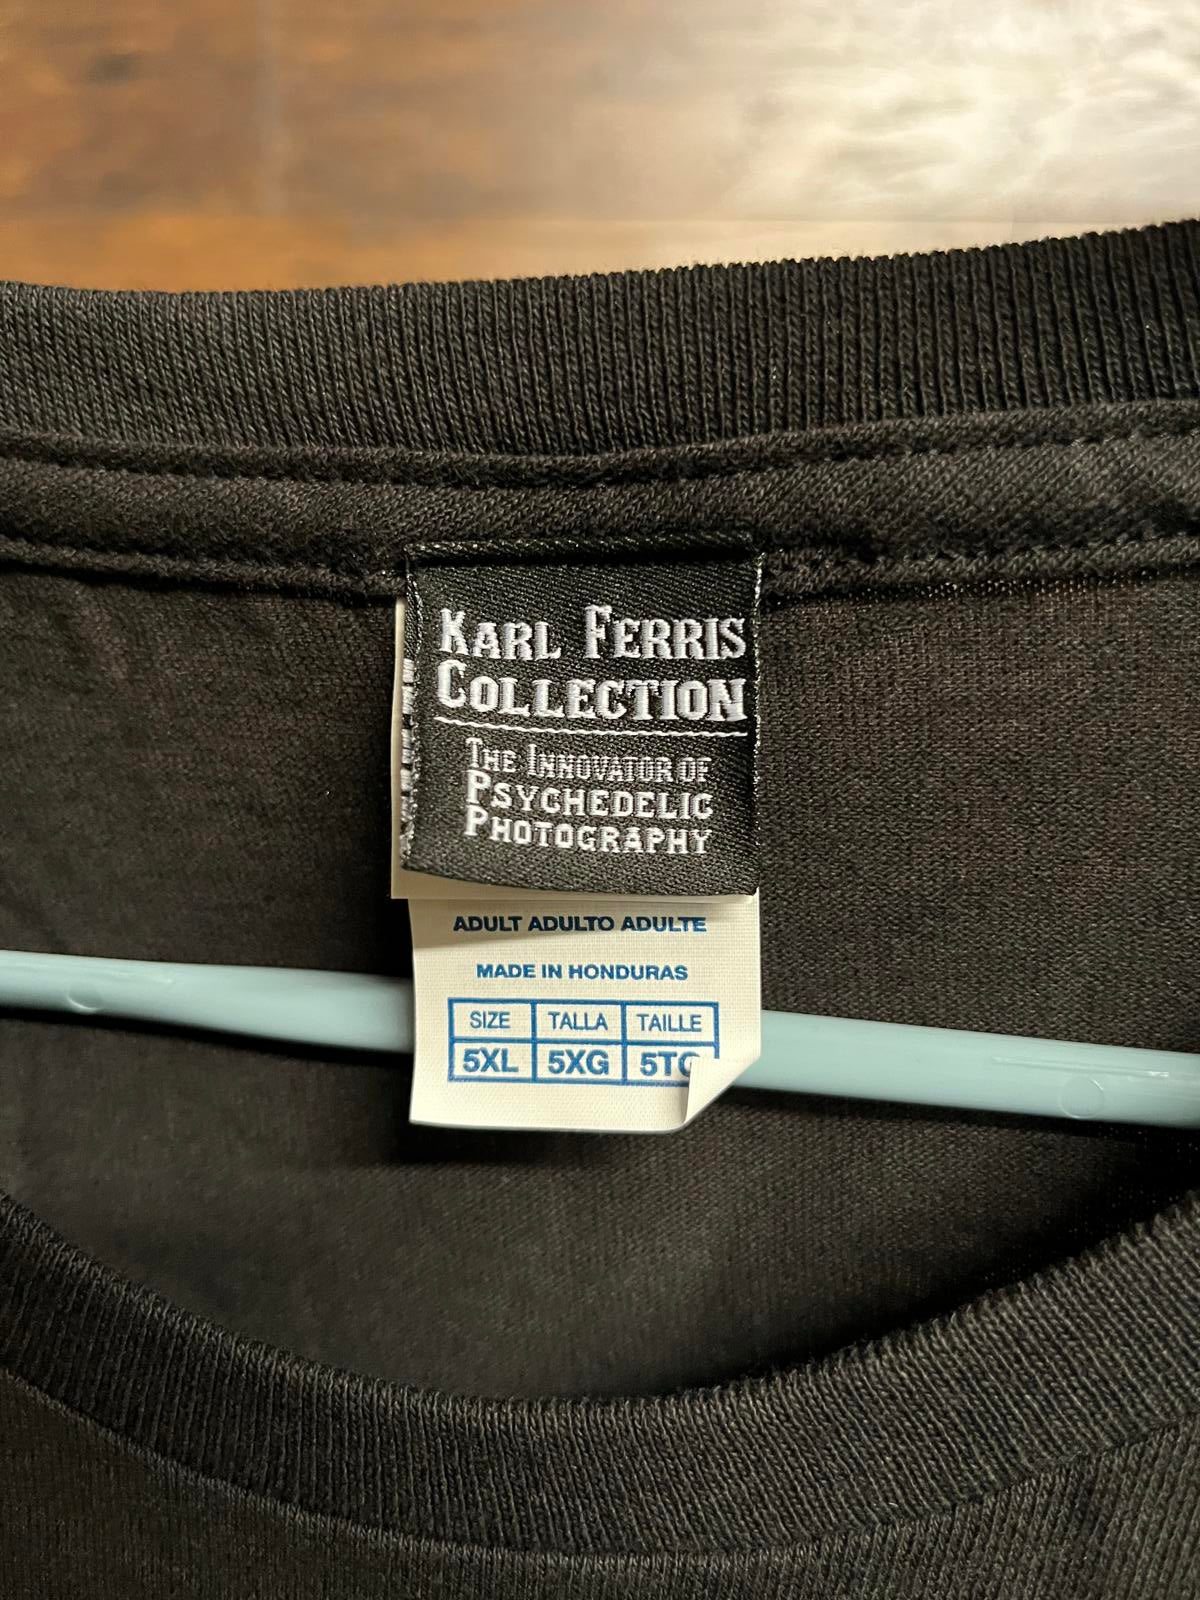 KARL FERRIS
COLLECTION
THE INNOVATOR OF
PSYCHEDELIC
PHOTOGRAPHY
ADULT ADULTO ADULTE
MADE IN HONDURAS
SIZE TALLA TAILLE
5XL 5XG 5TG